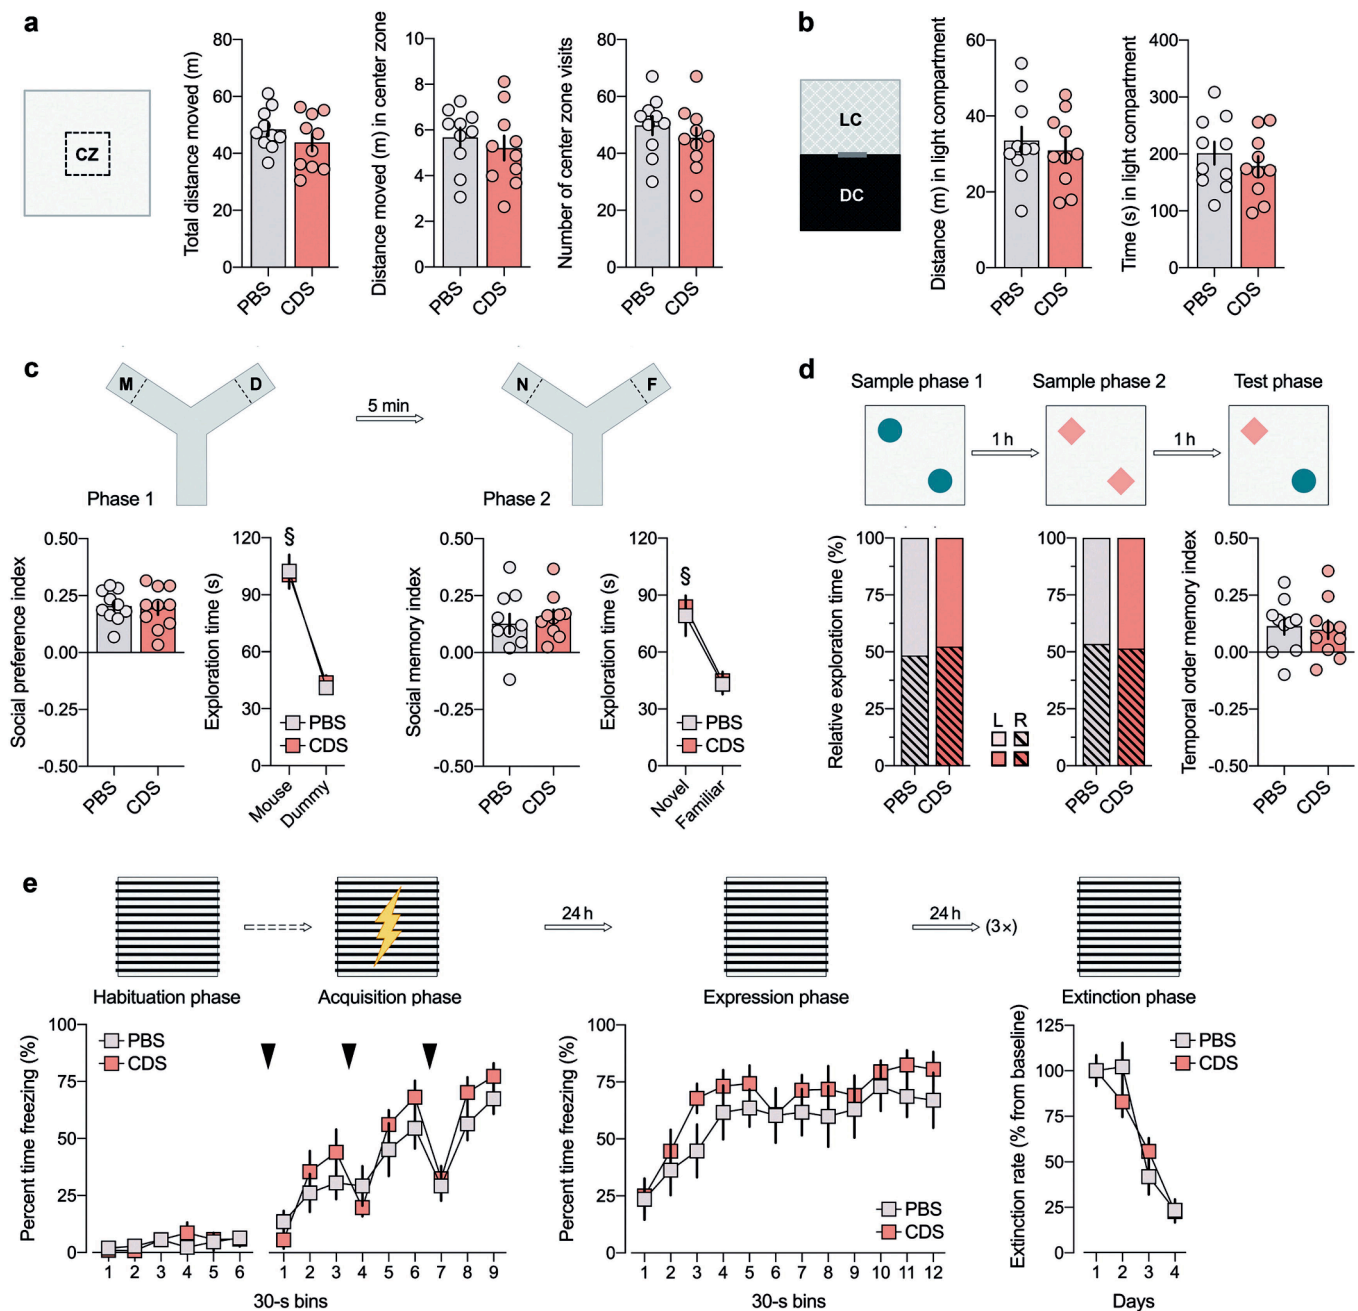 a
CZ
Total distance moved (m)
80
60
40
20
0
PBS
CDS
Distance moved (m) in center zone
10
8
6
4
2
0
PBS
CDS
Number of center zone visits
80
60
40
20
0
PBS
CDS
b
LC
DC
Distance (m) in light compartment
60
40
20
0
PBS
CDS
Time (s) in light compartment
400
300
200
100
0
PBS
CDS
c
M
D
5 min
N
F
Phase 1
Phase 2
Social preference index
0.50
0.25
0.00
-0.25
-0.50
PBS
CDS
Exploration time (s)
120
90
60
30
0
§
PBS
CDS
Mouse
Dummy
Social memory index
0.50
0.25
0.00
-0.25
-0.50
PBS
CDS
Exploration time (s)
120
90
60
30
0
§
PBS
CDS
Novel
Familiar
d
Sample phase 1
Sample phase 2
Test phase
1 h
1 h
Relative exploration time (%)
100
75
50
25
0
PBS
CDS
L R
100
75
50
25
0
PBS
CDS
Temporal order memory index
0.50
0.25
0.00
-0.25
-0.50
PBS
CDS
e
24 h
24 h
(3×)
Habituation phase
Acquisition phase
Expression phase
Extinction phase
Percent time freezing (%)
100
75
50
25
0
PBS
CDS
1 2 3 4 5 6
1 2 3 4 5 6 7 8 9
30-s bins
Percent time freezing (%)
100
75
50
25
0
PBS
CDS
1 2 3 4 5 6 7 8 9 10 11 12
30-s bins
Extinction rate (% from baseline)
125
100
75
50
25
0
PBS
CDS
1 2 3 4
Days